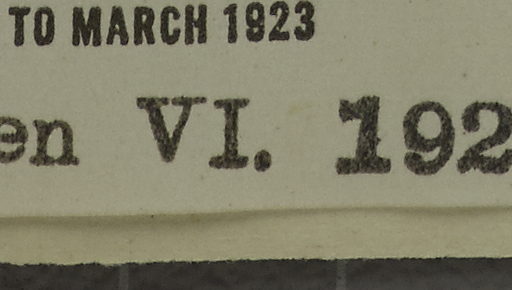 TO MARCH 1923
en VI. 192